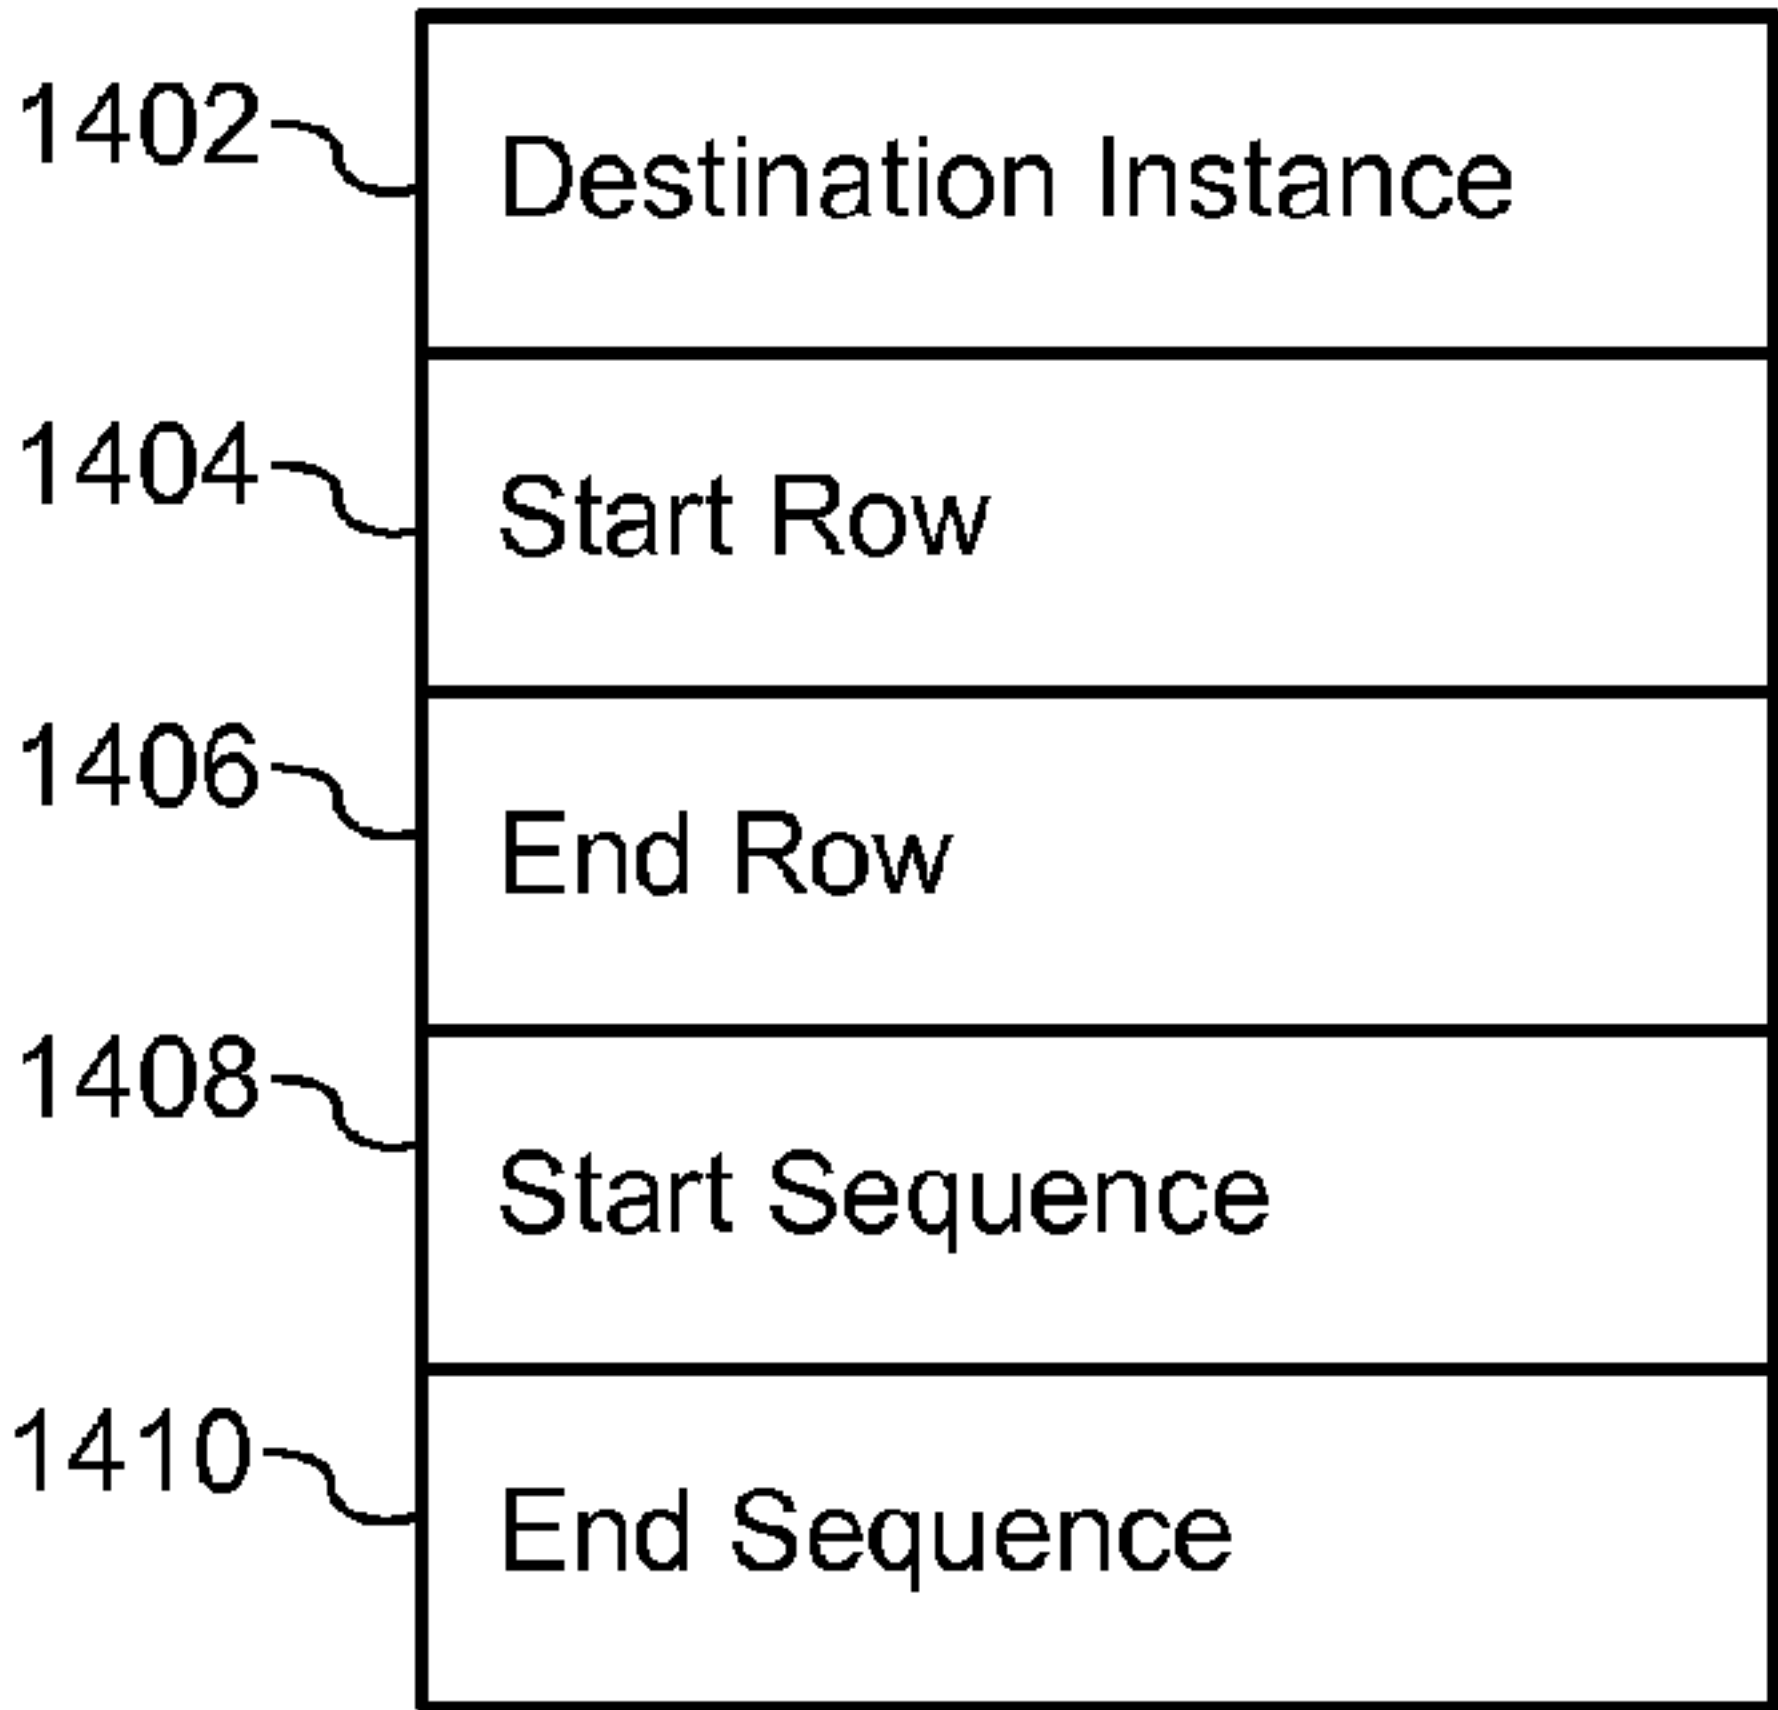 1402
Destination Instance
1404
Start Row
1406
End Row
1408
Start Sequence
1410
End Sequence